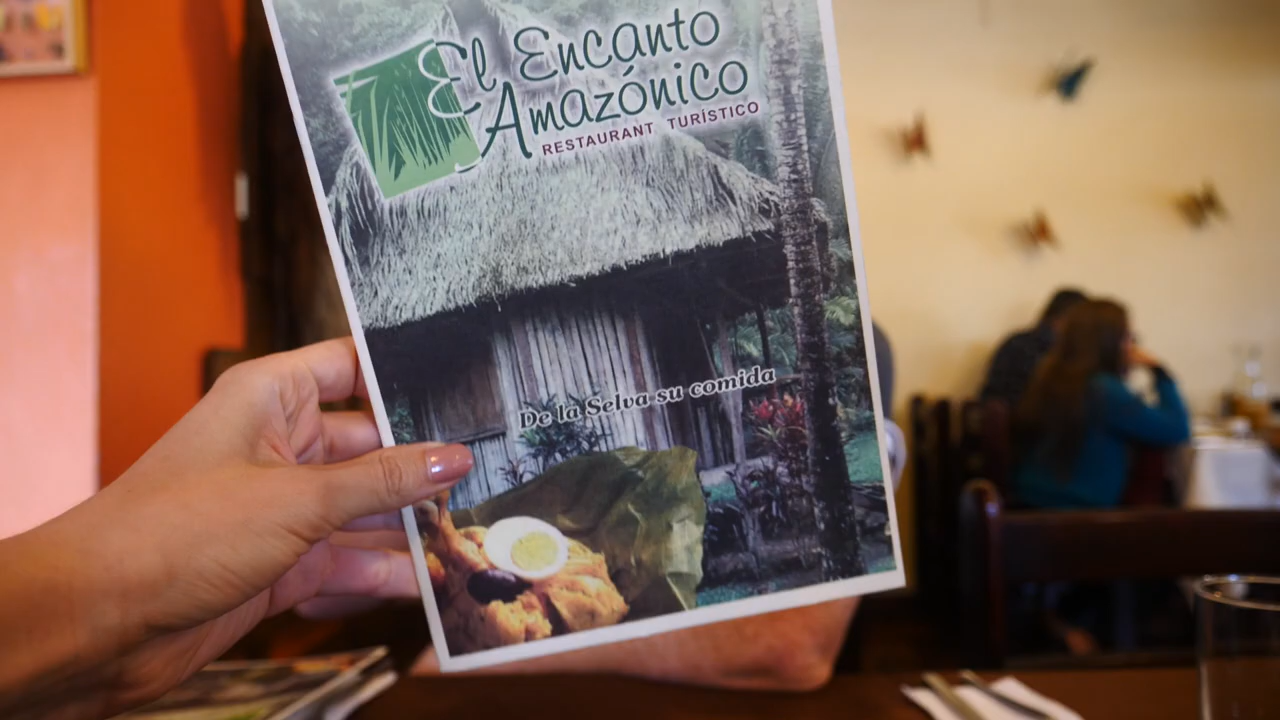 El Encanto
Amazónico
RESTAURANT TURÍSTICO
De la Selva su comida